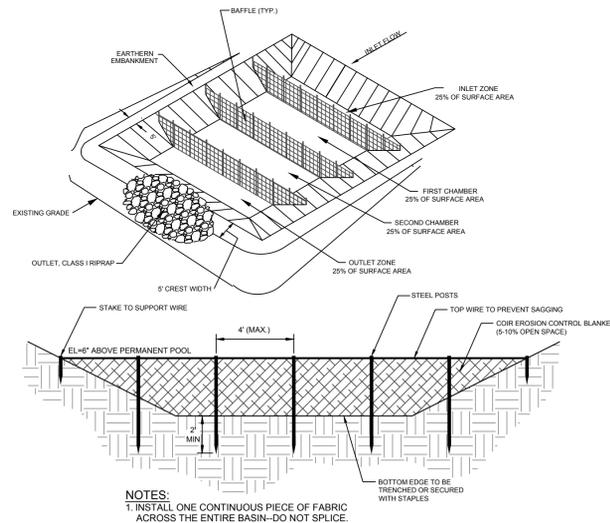 BAFFLE (TYP.)
EARTHERN
EMBANKMENT
INLET FLOW
INLET ZONE
25% OF SURFACE AREA
5'
FIRST CHAMBER
25% OF SURFACE AREA
EXISTING GRADE
SECOND CHAMBER
25% OF SURFACE AREA
OUTLET, CLASS I RIPRAP
OUTLET ZONE
25% OF SURFACE AREA
5' CREST WIDTH
STAKE TO SUPPORT WIRE
STEEL POSTS
TOP WIRE TO PREVENT SAGGING
4' (MAX.)
COIR EROSION CONTROL BLANKE
(5-10% OPEN SPACE)
EL=6" ABOVE PERMANENT POOL
2'
MIN
BOTTOM EDGE TO BE
TRENCHED OR SECURED
WITH STAPLES
NOTES:
1. INSTALL ONE CONTINUOUS PIECE OF FABRIC
ACROSS THE ENTIRE BASIN--DO NOT SPLICE.